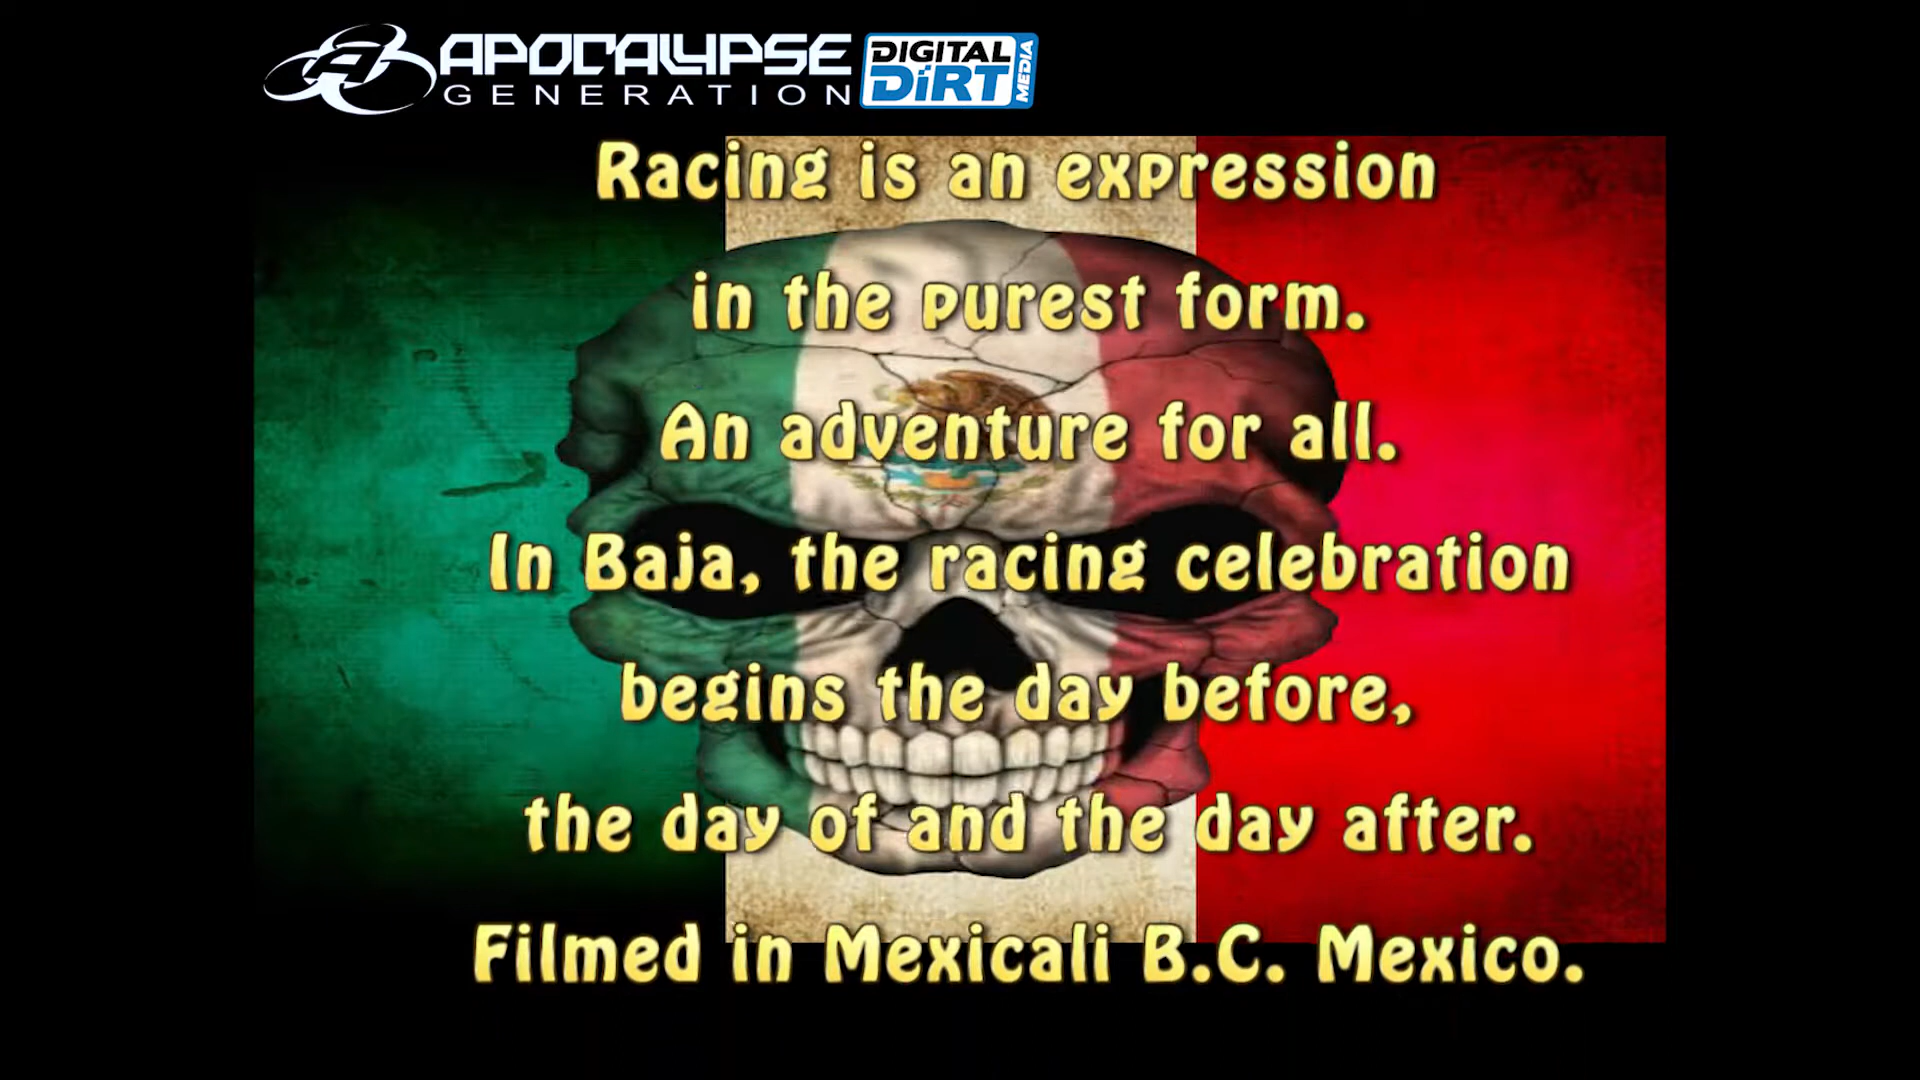 APOCALYPSE
GENERATION
DIGITAL
DiRT
MEDIA
Racing is an expression
in the purest form.
An adventure for all.
In Baja, the racing celebration
begins the day before,
the day of and the day after.
Filmed in Mexicali B.C. Mexico.